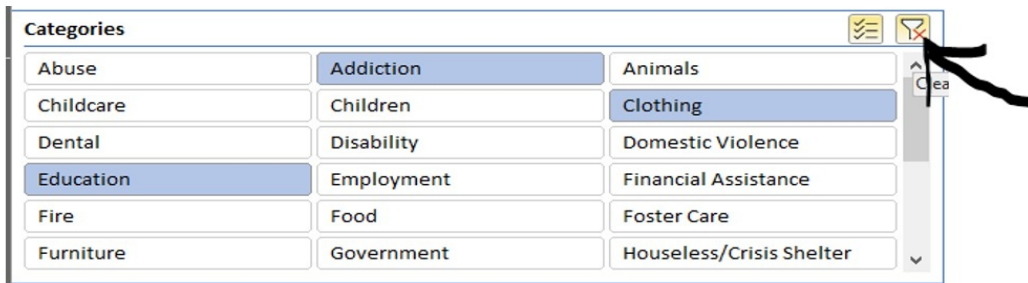 Categories
Abuse Addiction Animals
Clea
Childcare Children Clothing
Dental Disability Domestic Violence
Education Employment Financial Assistance
Fire Food Foster Care
Furniture Government Houseless/Crisis Shelter